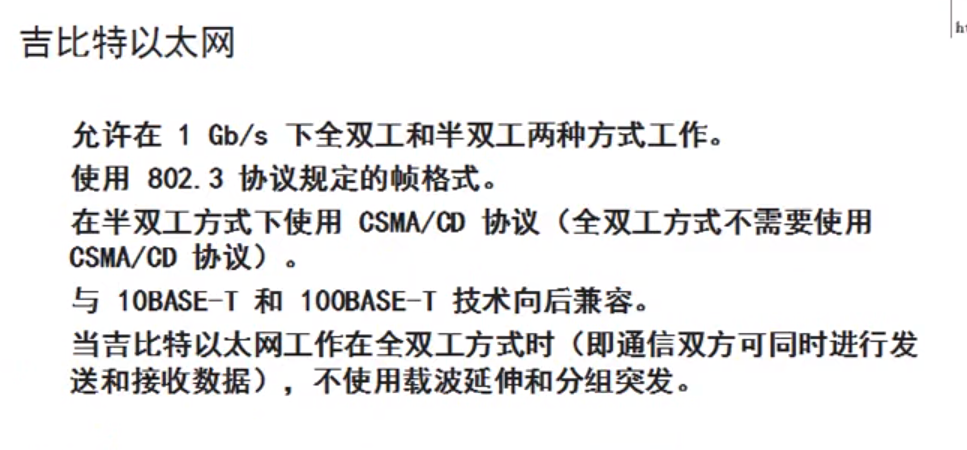 吉比特以太网
允许在 1 Gb/s 下全双工和半双工两种方式工作。
使用 802.3 协议规定的帧格式。
在半双工方式下使用 CSMA/CD 协议（全双工方式不需要使用
CSMA/CD 协议）。
与 10BASE-T 和 100BASE-T 技术向后兼容。
当吉比特以太网工作在全双工方式时（即通信双方可同时进行发
送和接收数据），不使用载波延伸和分组突发。